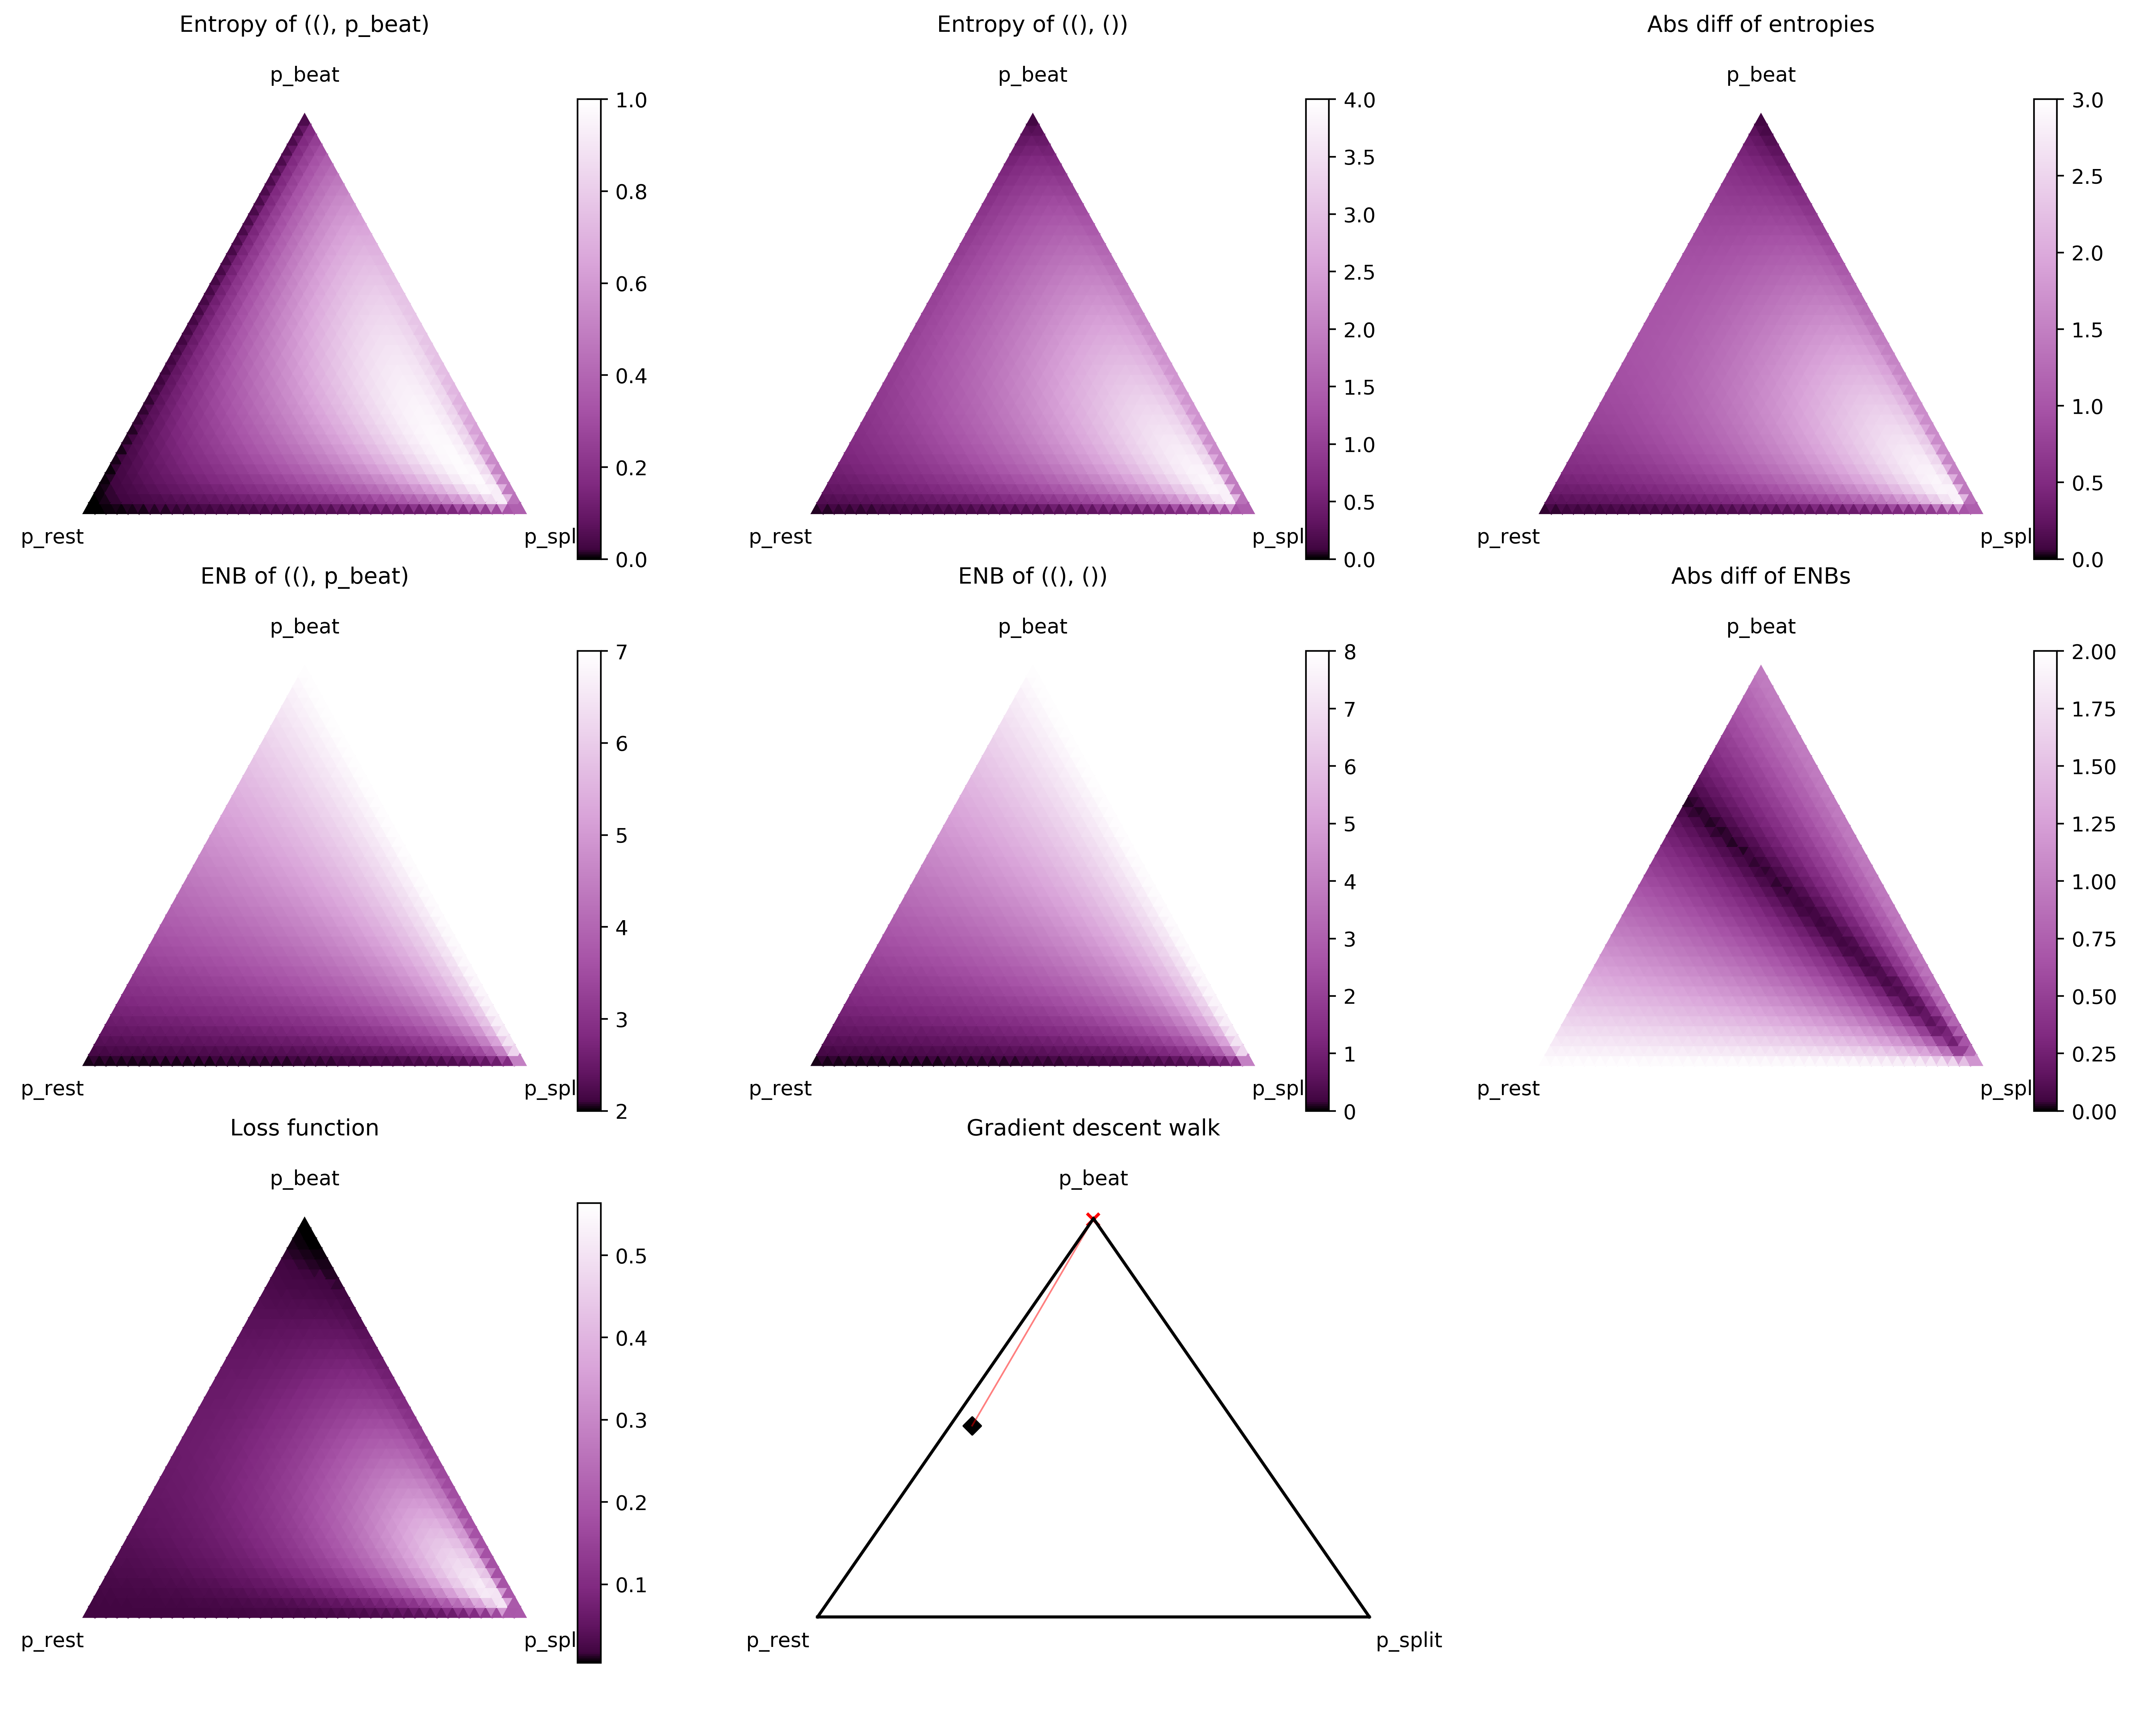 Entropy of ((), p_beat)
p_beat
p_rest
p_spl
1.0
0.8
0.6
0.4
0.2
0.0
Entropy of ((), ())
p_beat
p_rest
p_spl
4.0
3.5
3.0
2.5
2.0
1.5
1.0
0.5
0.0
Abs diff of entropies
p_beat
p_rest
p_spl
3.0
2.5
2.0
1.5
1.0
0.5
0.0
ENB of ((), p_beat)
p_beat
p_rest
p_spl
7
6
5
4
3
2
ENB of ((), ())
p_beat
p_rest
p_spl
8
7
6
5
4
3
2
1
0
Abs diff of ENBs
p_beat
p_rest
p_spl
2.00
1.75
1.50
1.25
1.00
0.75
0.50
0.25
0.00
Loss function
p_beat
p_rest
p_spl
0.5
0.4
0.3
0.2
0.1
Gradient descent walk
p_beat
p_rest
p_split